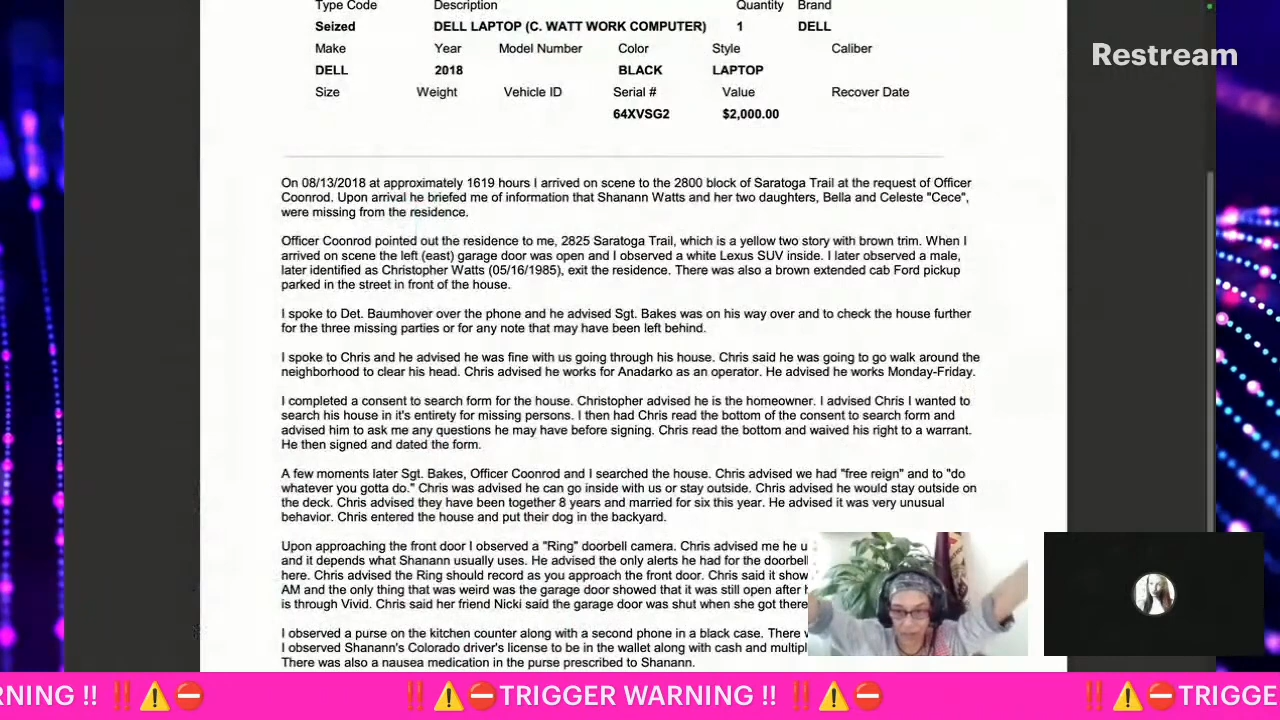 Type Code Description Quantity Brand
Seized DELL LAPTOP (C. WATT WORK COMPUTER) 1 DELL
Make Year Model Number Color Style Caliber
DELL 2018 BLACK LAPTOP
Size Weight Vehicle ID Serial # Value Recover Date
64XVSG2 $2,000.00
Restream
On 08/13/2018 at approximately 1619 hours I arrived on scene to the 2800 block of Saratoga Trail at the request of Officer
Coonrod. Upon arrival he briefed me of information that Shanann Watts and her two daughters, Bella and Celeste "Cece",
were missing from the residence.
Officer Coonrod pointed out the residence to me, 2825 Saratoga Trail, which is a yellow two story with brown trim. When I
arrived on scene the left (east) garage door was open and I observed a white Lexus SUV inside. I later observed a male,
later identified as Christopher Watts (05/16/1985), exit the residence. There was also a brown extended cab Ford pickup
parked in the street in front of the house.
I spoke to Det. Baumhover over the phone and he advised Sgt. Bakes was on his way over and to check the house further
for the three missing parties or for any note that may have been left behind.
I spoke to Chris and he advised he was fine with us going through his house. Chris said he was going to go walk around the
neighborhood to clear his head. Chris advised he works for Anadarko as an operator. He advised he works Monday-Friday.
I completed a consent to search form for the house. Christopher advised he is the homeowner. I advised Chris I wanted to
search his house in it's entirety for missing persons. I then had Chris read the bottom of the consent to search form and
advised him to ask me any questions he may have before signing. Chris read the bottom and waived his right to a warrant.
He then signed and dated the form.
A few moments later Sgt. Bakes, Officer Coonrod and I searched the house. Chris advised we had "free reign" and to "do
whatever you gotta do." Chris was advised he can go inside with us or stay outside. Chris advised he would stay outside on
the deck. Chris advised they have been together 8 years and married for six this year. He advised it was very unusual
behavior. Chris entered the house and put their dog in the backyard.
Upon approaching the front door I observed a "Ring" doorbell camera. Chris advised me he u
and it depends what Shanann usually uses. He advised the only alerts he had for the doorbell
here. Chris advised the Ring should record as you approach the front door. Chris said it show
AM and the only thing that was weird was the garage door showed that it was still open after
is through Vivid. Chris said her friend Nicki said the garage door was shut when she got there
I observed a purse on the kitchen counter along with a second phone in a black case. There
I observed Shanann's Colorado driver's license to be in the wallet along with cash and multipl
There was also a nausea medication in the purse prescribed to Shanann.
RNING !! ‼️⚠️⛔ ‼️⚠️⛔TRIGGER WARNING !! ‼️⚠️⛔ ‼️⚠️⛔TRIGGE